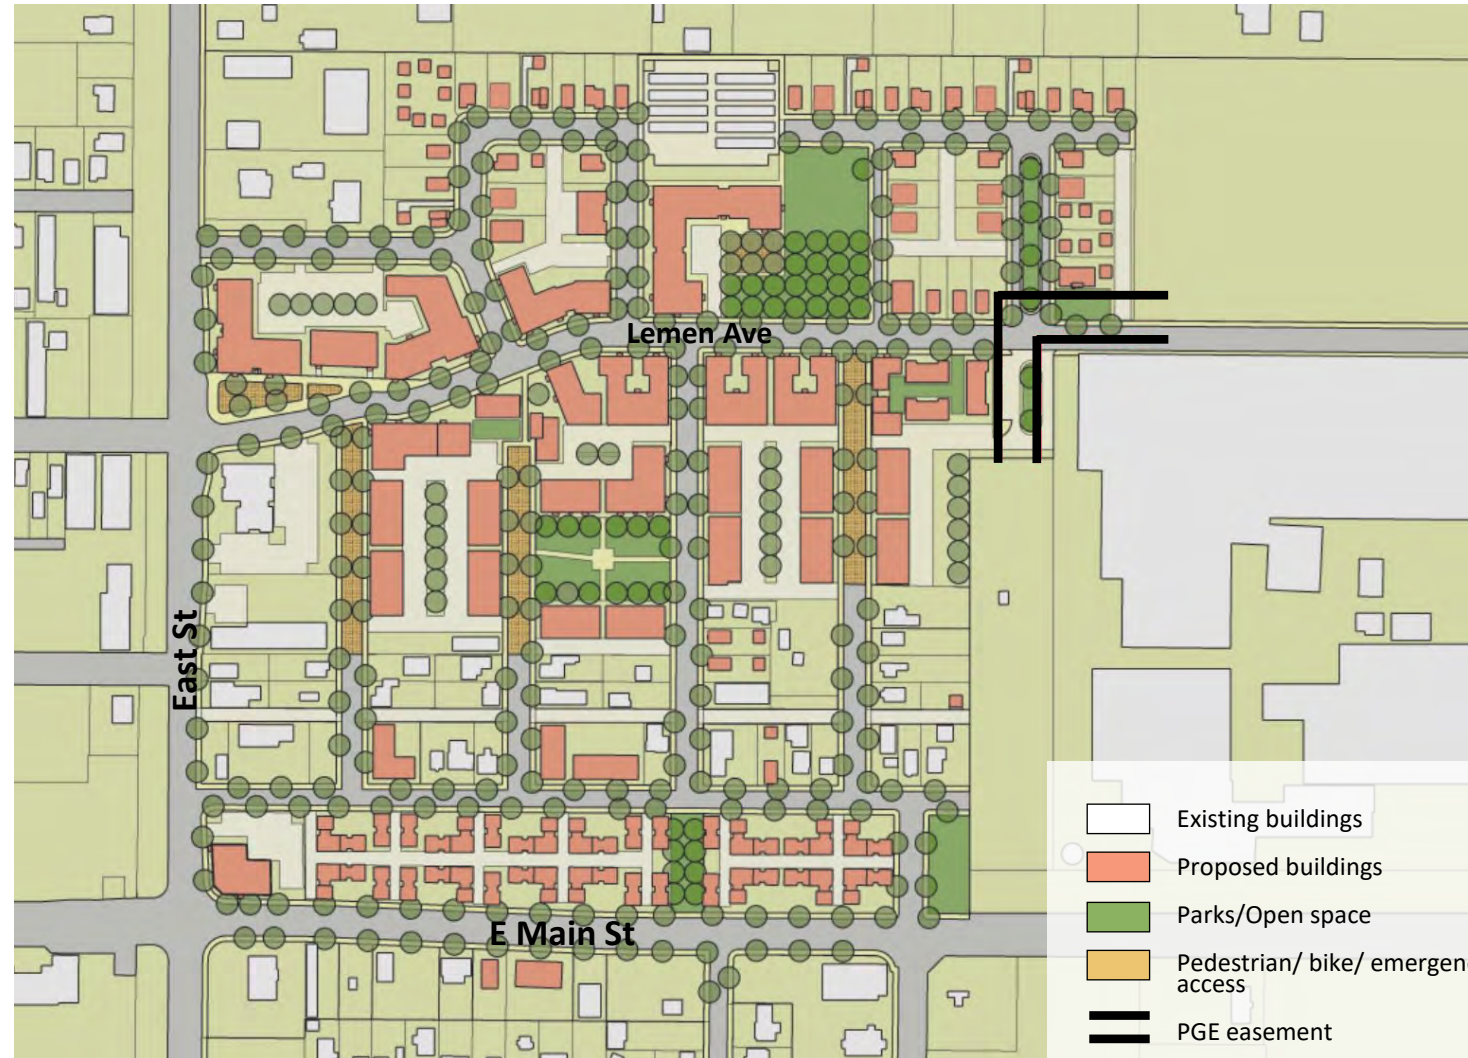 Lemen Ave
East St
E Main St
Existing buildings
Proposed buildings
Parks/Open space
Pedestrian/ bike/ emergen
access
PGE easement